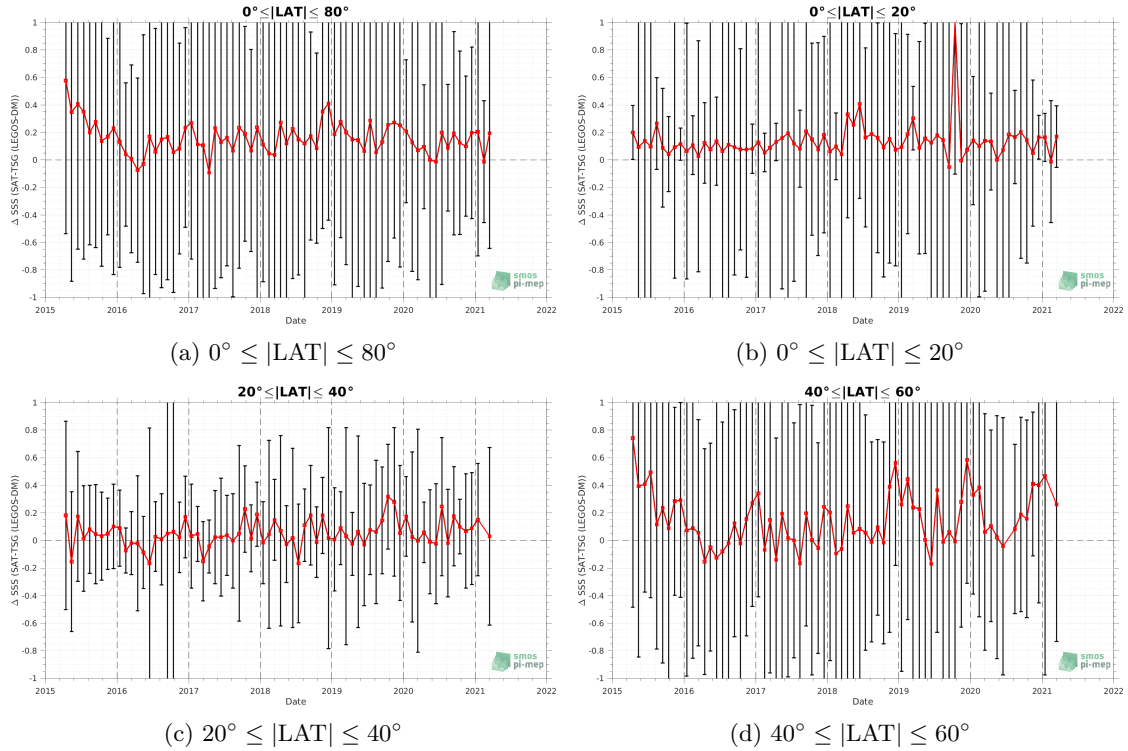 0°≤|LAT|≤ 80°
Δ SSS (SAT-TSG (LEGOS-DM))
1
0.8
0.6
0.4
0.2
0
-0.2
-0.4
-0.6
-0.8
-1
2015 2016 2017 2018 2019 2020 2021 2022
Date
smos
pi-mep
(a) 0° ≤ |LAT| ≤ 80°
0°≤|LAT|≤ 20°
Δ SSS (SAT-TSG (LEGOS-DM))
1
0.8
0.6
0.4
0.2
0
-0.2
-0.4
-0.6
-0.8
-1
2015 2016 2017 2018 2019 2020 2021 2022
Date
smos
pi-mep
(b) 0° ≤ |LAT| ≤ 20°
20°≤|LAT|≤ 40°
Δ SSS (SAT-TSG (LEGOS-DM))
1
0.8
0.6
0.4
0.2
0
-0.2
-0.4
-0.6
-0.8
-1
2015 2016 2017 2018 2019 2020 2021 2022
Date
smos
pi-mep
(c) 20° ≤ |LAT| ≤ 40°
40°≤|LAT|≤ 60°
Δ SSS (SAT-TSG (LEGOS-DM))
1
0.8
0.6
0.4
0.2
0
-0.2
-0.4
-0.6
-0.8
-1
2015 2016 2017 2018 2019 2020 2021 2022
Date
smos
pi-mep
(d) 40° ≤ |LAT| ≤ 60°